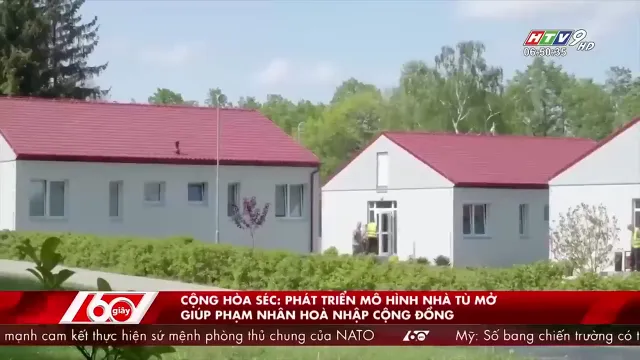 HTV9 HD
06:50:35
60 giây
CỘNG HÒA SÉC: PHÁT TRIỂN MÔ HÌNH NHÀ TÙ MỞ
GIÚP PHẠM NHÂN HOÀ NHẬP CỘNG ĐỒNG
mạnh cam kết thực hiện sứ mệnh phòng thủ chung của NATO Mỹ: Số bang chiến trường có t